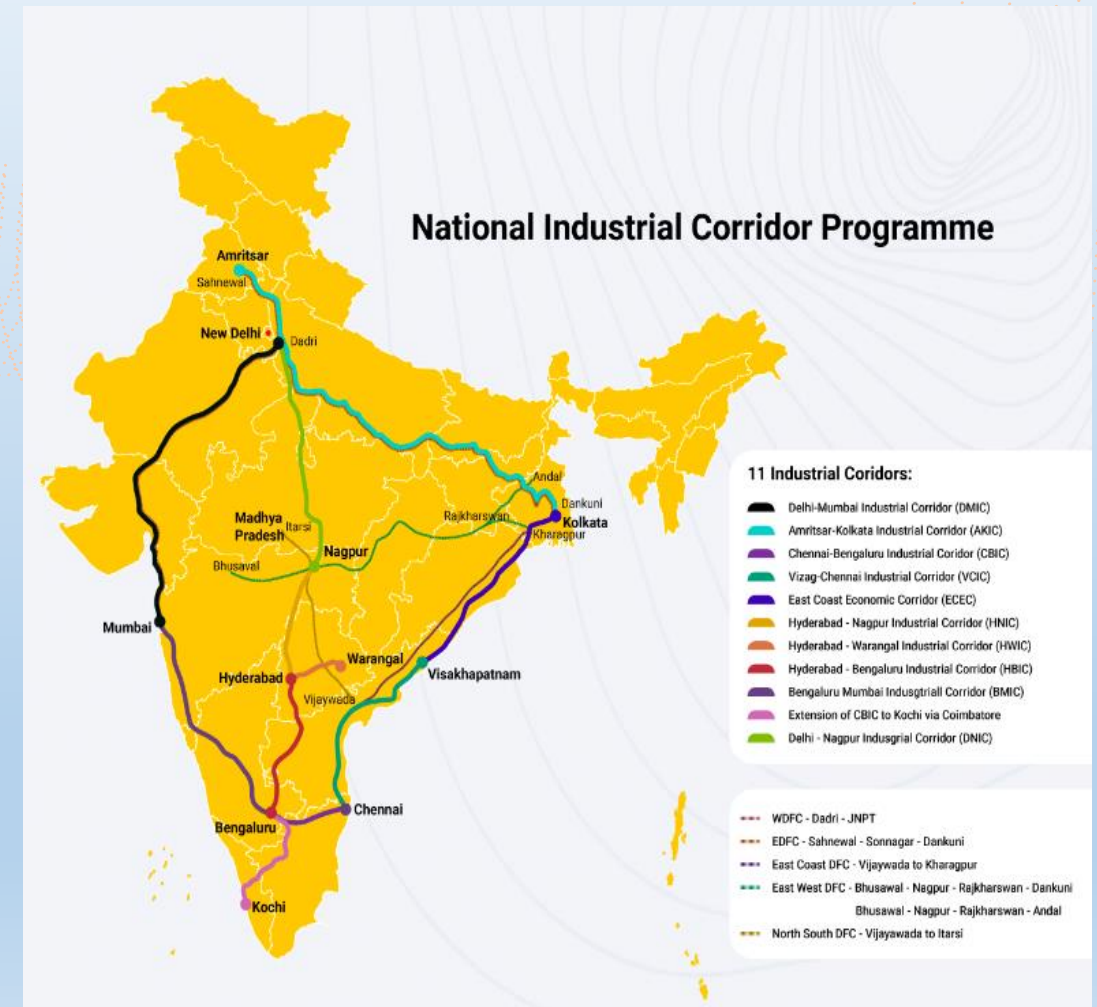 National Industrial Corridor Programme
Amritsar
Sahnewal
New Delhi
Dadri
Andal
Dankuni
Rajkharswan
Kolkata
Kharagpur
Madhya
Pradesh
Itarsi
Nagpur
Bhusaval
Mumbai
Warangal
Visakhapatnam
Hyderabad
Vijaywada
Chennai
Bengaluru
Kochi
11 Industrial Coridors:
Delhi-Mumbai Industrial Corridor (DMIC)
Amritsar-Kolkata Industrial Corridor (AKIC)
Chennai-Bengaluru Industrial Coridor (CBIC)
Vizag-Chennai Industrial Corridor (VCIC)
East Coast Economic Corridor (ECEC)
Hyderabad - Nagpur Industrial Corridor (HNIC)
Hyderabad - Warangal Industrial Corridor (HWIC)
Hyderabad - Bengaluru Industrial Corridor (HBIC)
Bengaluru Mumbai Indusgtriall Corridor (BMIC)
Extension of CBIC to Kochi via Coimbatore
Delhi - Nagpur Indusgrial Corridor (DNIC)
WDFC - Dadri - JNPT
EDFC - Sahnewal - Sonnagar - Dankuni
East Coast DFC - Vijaywada to Kharagpur
East West DFC - Bhusawal - Nagpur - Rajkharswan - Dankuni
Bhusawal - Nagpur - Rajkharswan - Andal
North South DFC - Vijayawada to Itarsi